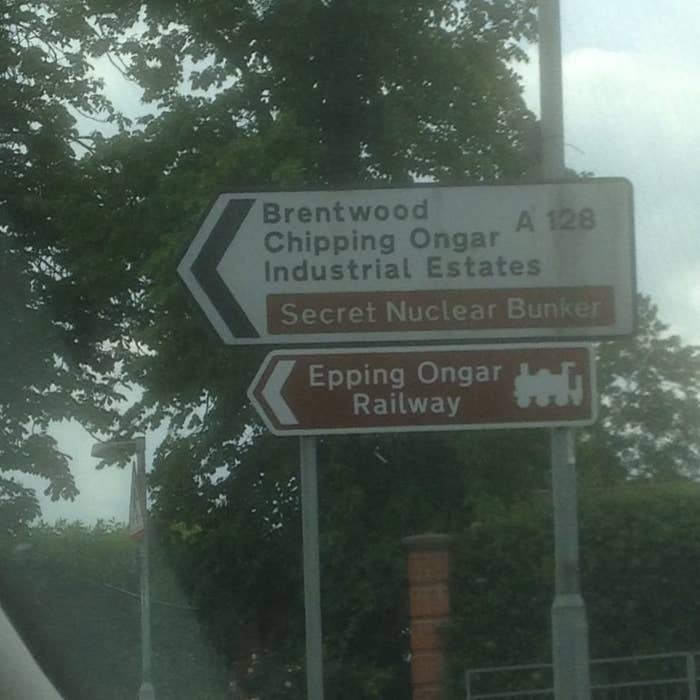 Brentwood A 128
Chipping Ongar
Industrial Estates
Secret Nuclear Bunker
Epping Ongar
Railway